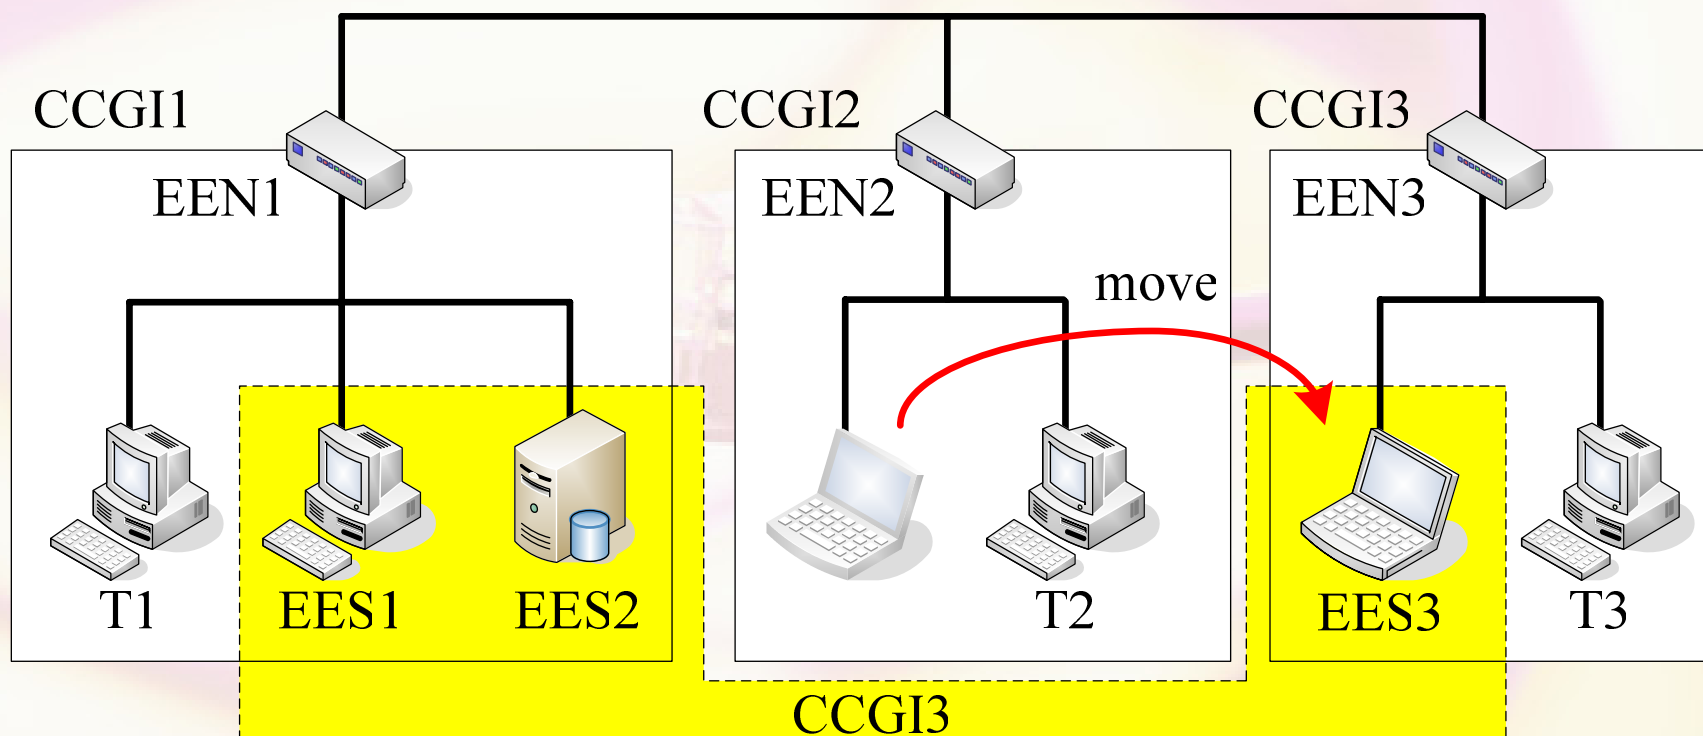 CCGI1
CCGI2
CCGI3
EEN1
EEN2
EEN3
move
T1
EES1
EES2
T2
EES3
T3
CCGI3